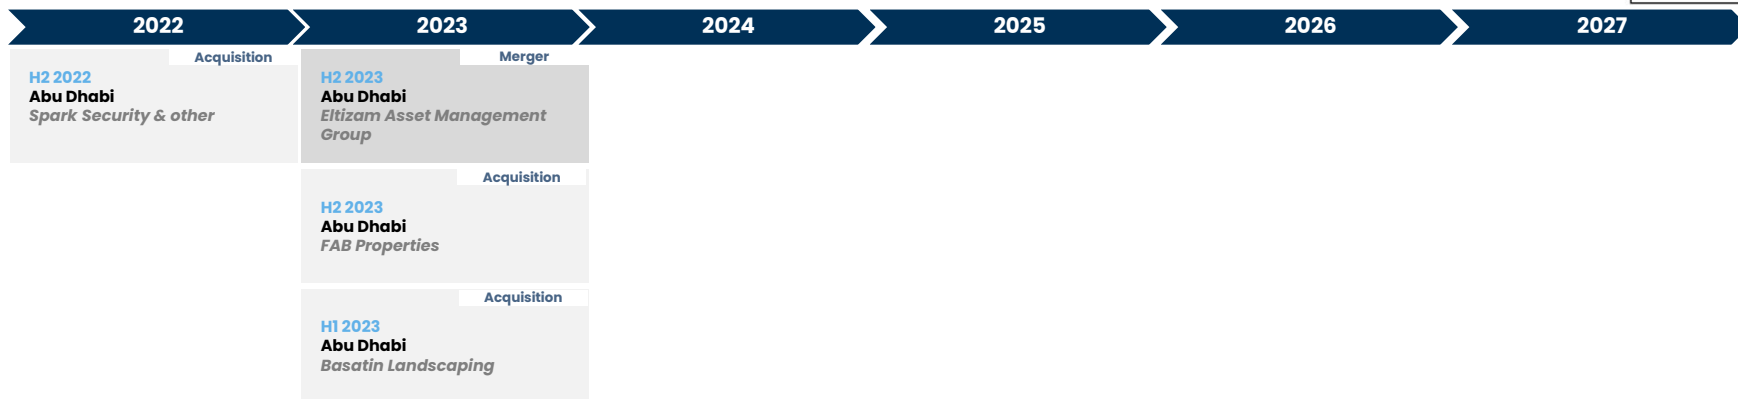 2022
2023
2024
2025
2026
2027
Acquisition
H2 2022
Abu Dhabi
Spark Security & other
Merger
H2 2023
Abu Dhabi
Eltizam Asset Management
Group
Acquisition
H2 2023
Abu Dhabi
FAB Properties
Acquisition
H1 2023
Abu Dhabi
Basatin Landscaping